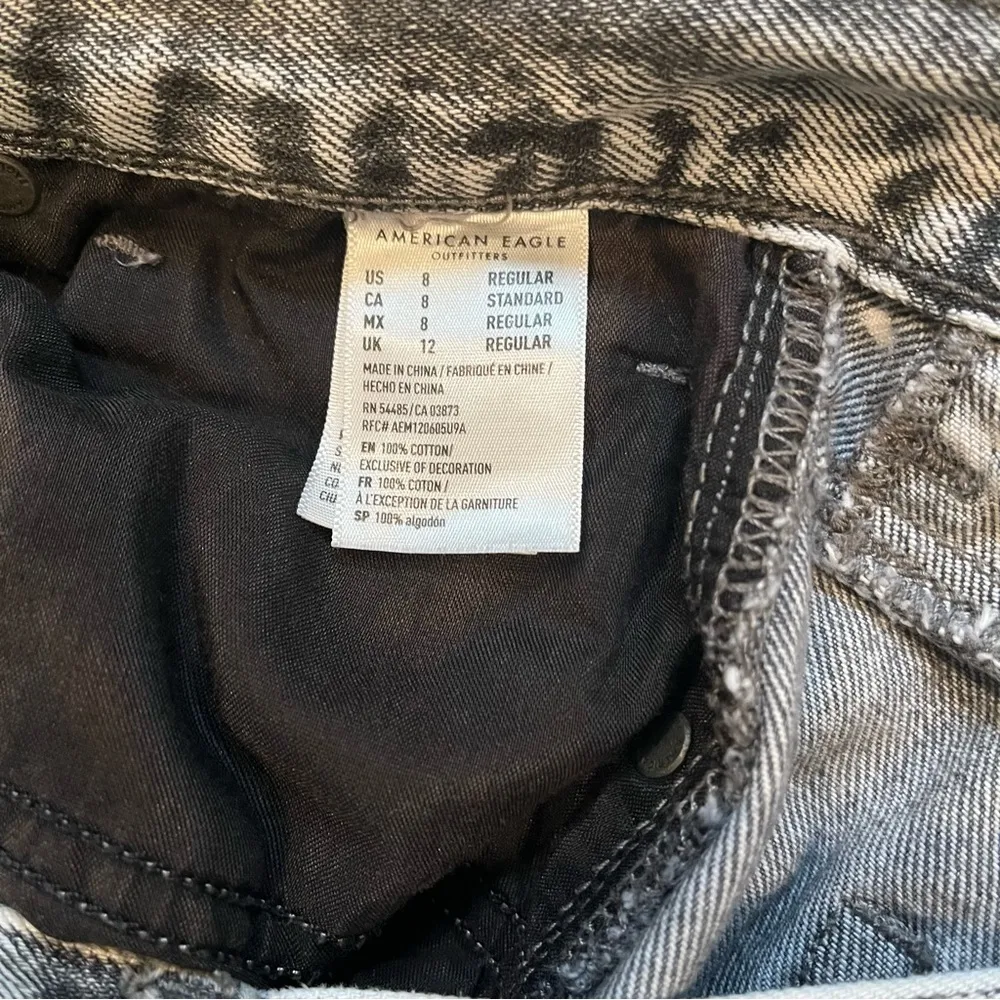 AMERICAN EAGLE
OUTFITTERS
US 8 REGULAR
CA 8 STANDARD
MX 8 REGULAR
UK 12 REGULAR
MADE IN CHINA / FABRIQUÉ EN CHINE /
HECHO EN CHINA
RN 54485/CA 03873
RFC# AEM120605U9A
EN 100% COTTON/
EXCLUSIVE OF DECORATION
FR 100% COTON /
À L'EXCEPTION DE LA GARNITURE
SP 100% algodón